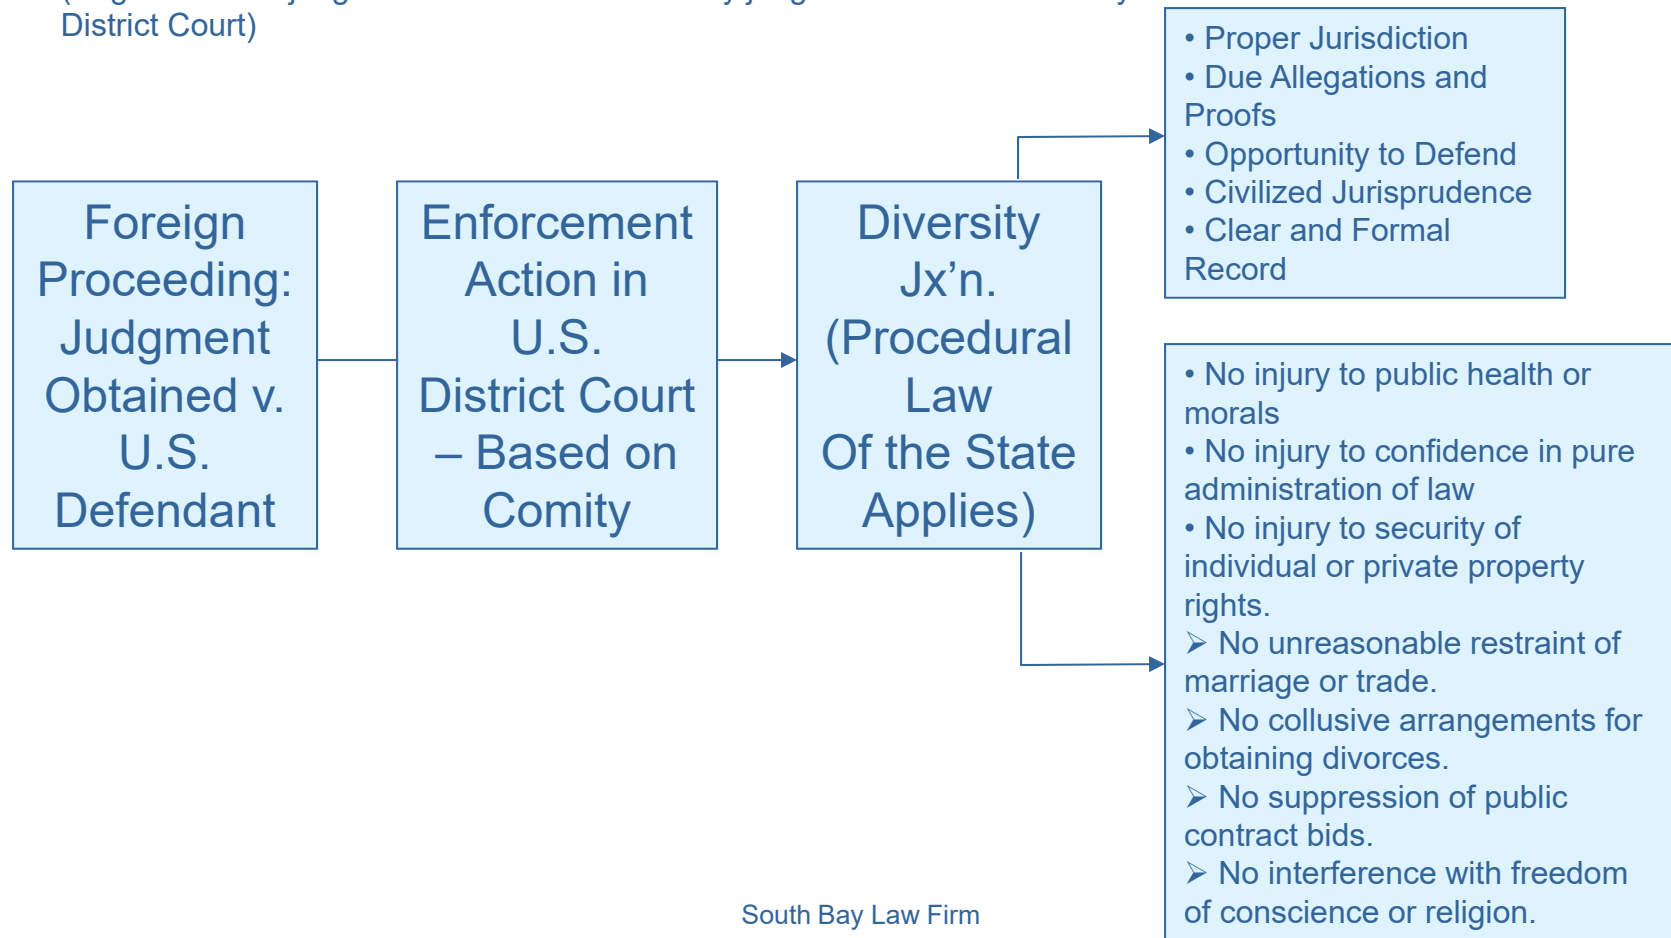 District Court)
• Proper Jurisdiction
• Due Allegations and
Proofs
• Opportunity to Defend
• Civilized Jurisprudence
• Clear and Formal
Record
Foreign
Proceeding:
Judgment
Obtained v.
U.S.
Defendant
Enforcement
Action in
U.S.
District Court
– Based on
Comity
Diversity
Jx’n.
(Procedural
Law
Of the State
Applies)
• No injury to public health or
morals
• No injury to confidence in pure
administration of law
• No injury to security of
individual or private property
rights.
➢ No unreasonable restraint of
marriage or trade.
➢ No collusive arrangements for
obtaining divorces.
➢ No suppression of public
contract bids.
➢ No interference with freedom
of conscience or religion.
South Bay Law Firm